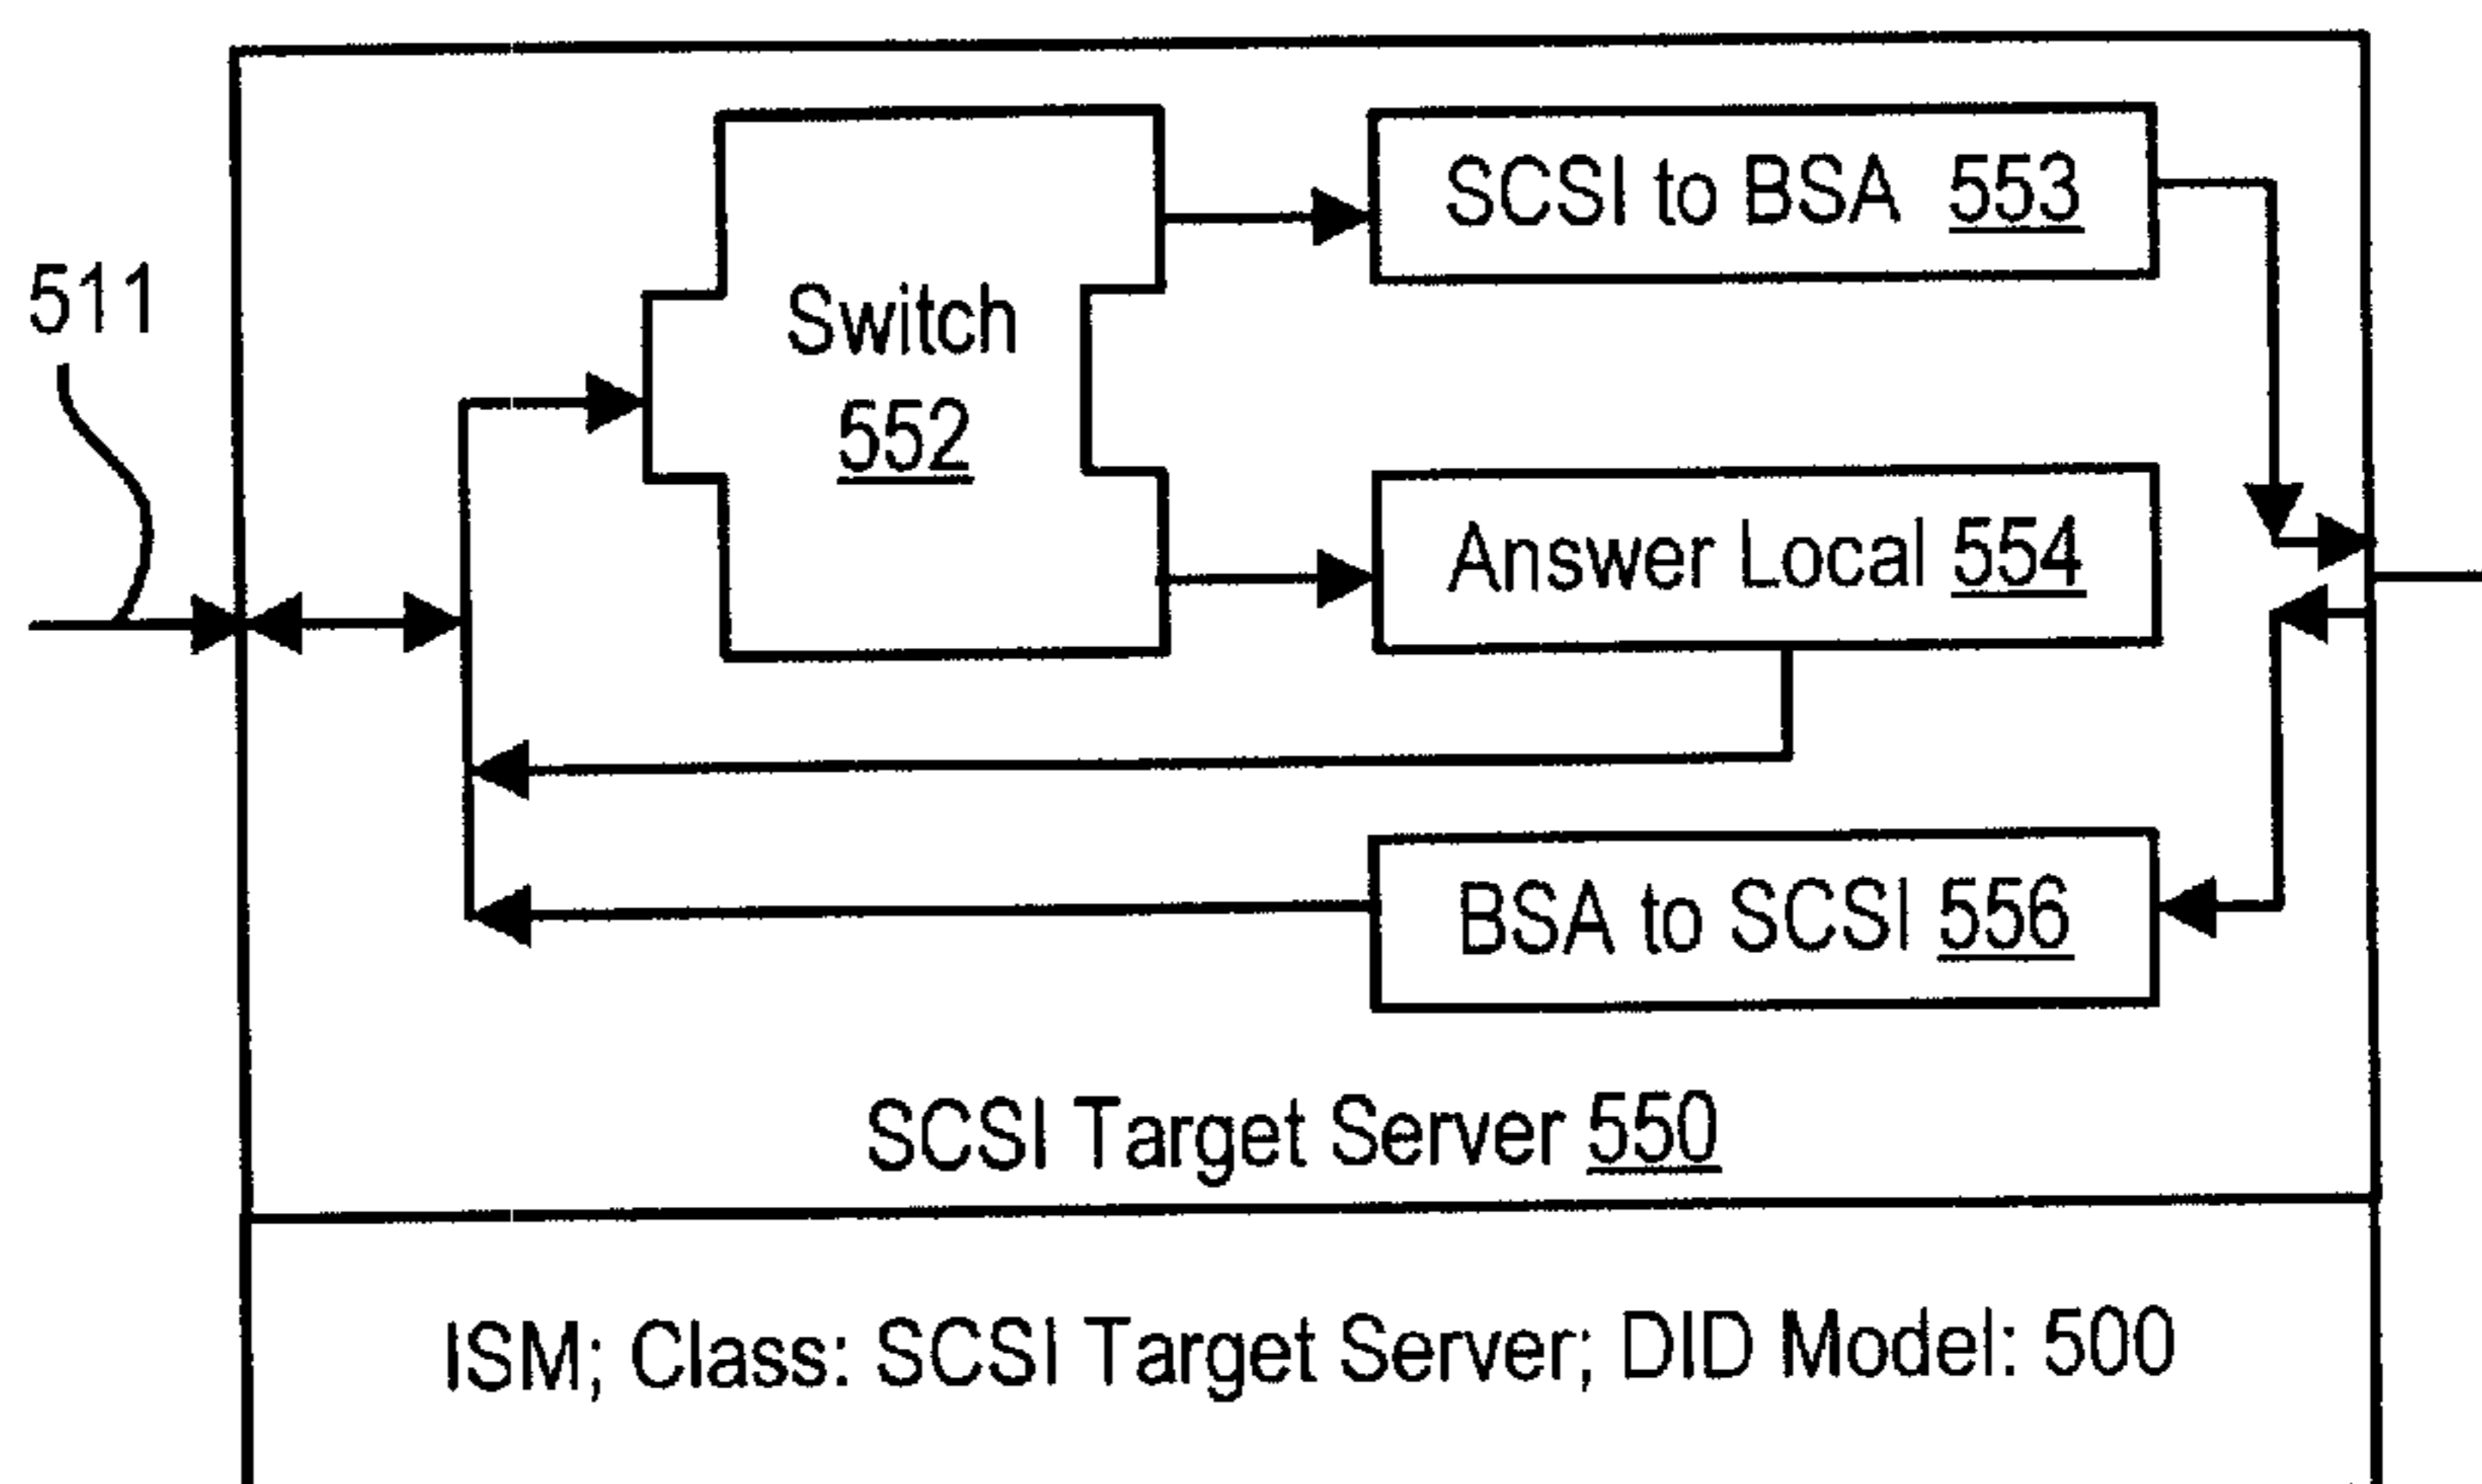 511
Switch
552
SCSI to BSA 553
Answer Local 554
BSA to SCSI 556
SCSI Target Server 550
ISM; Class: SCSI Target Server; DID Model: 500